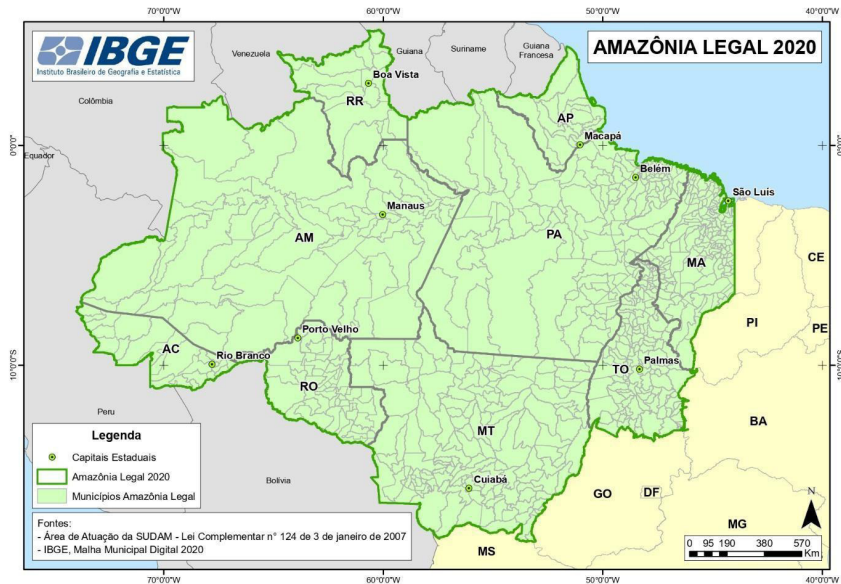 70°0'0"W 60°0'0"W 50°0'0"W 40°0'0"W
IBGE
Instituto Brasileiro de Geografia e Estatística
AMAZÔNIA LEGAL 2020
Venezuela
Guiana
Suriname
Guiana
Francesa
Colômbia
Boa Vista
RR
AP
Macapá
0°0'0" 0°0'0"
Equador
Belém
São Luís
Manaus
AM
PA
MA
CE
PI
PE
Porto Velho
AC
Rio Branco
TO
Palmas
10°0'0"S 10°0'0"S
RO
Peru
MT
BA
Legenda
Capitais Estaduais
Amazônia Legal 2020
Municípios Amazônia Legal
Bolívia
Cuiabá
GO
DF
N
Fontes:
- Área de Atuação da SUDAM - Lei Complementar n° 124 de 3 de janeiro de 2007
- IBGE, Malha Municipal Digital 2020
MS
MG
0 95 190 380 570
Km
70°0'0"W 60°0'0"W 50°0'0"W 40°0'0"W